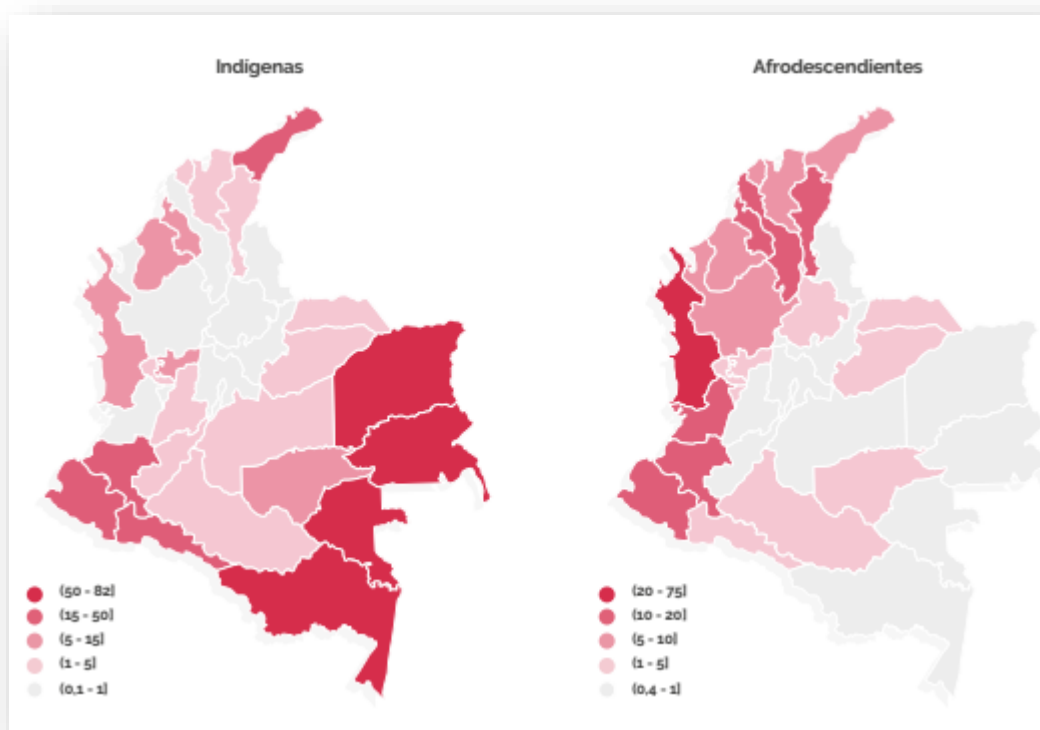 Indígenas
Afrodescendientes
(50 - 82]
(15 - 50]
(5 - 15]
(1 - 5]
(0,1 - 1]
(20 - 75]
(10 - 20]
(5 - 10]
(1 - 5]
(0,4 - 1]